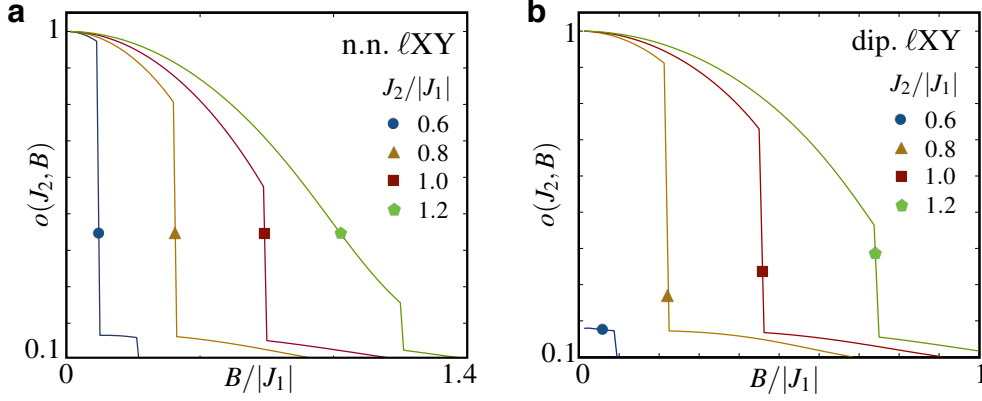 a
1
n.n. ℓXY
J₂/|J₁|
0.6
0.8
1.0
1.2
o(J₂, B)
0.1
0
B/|J₁|
1.4
b
1
dip. ℓXY
J₂/|J₁|
0.6
0.8
1.0
1.2
o(J₂, B)
0.1
0
B/|J₁|
1